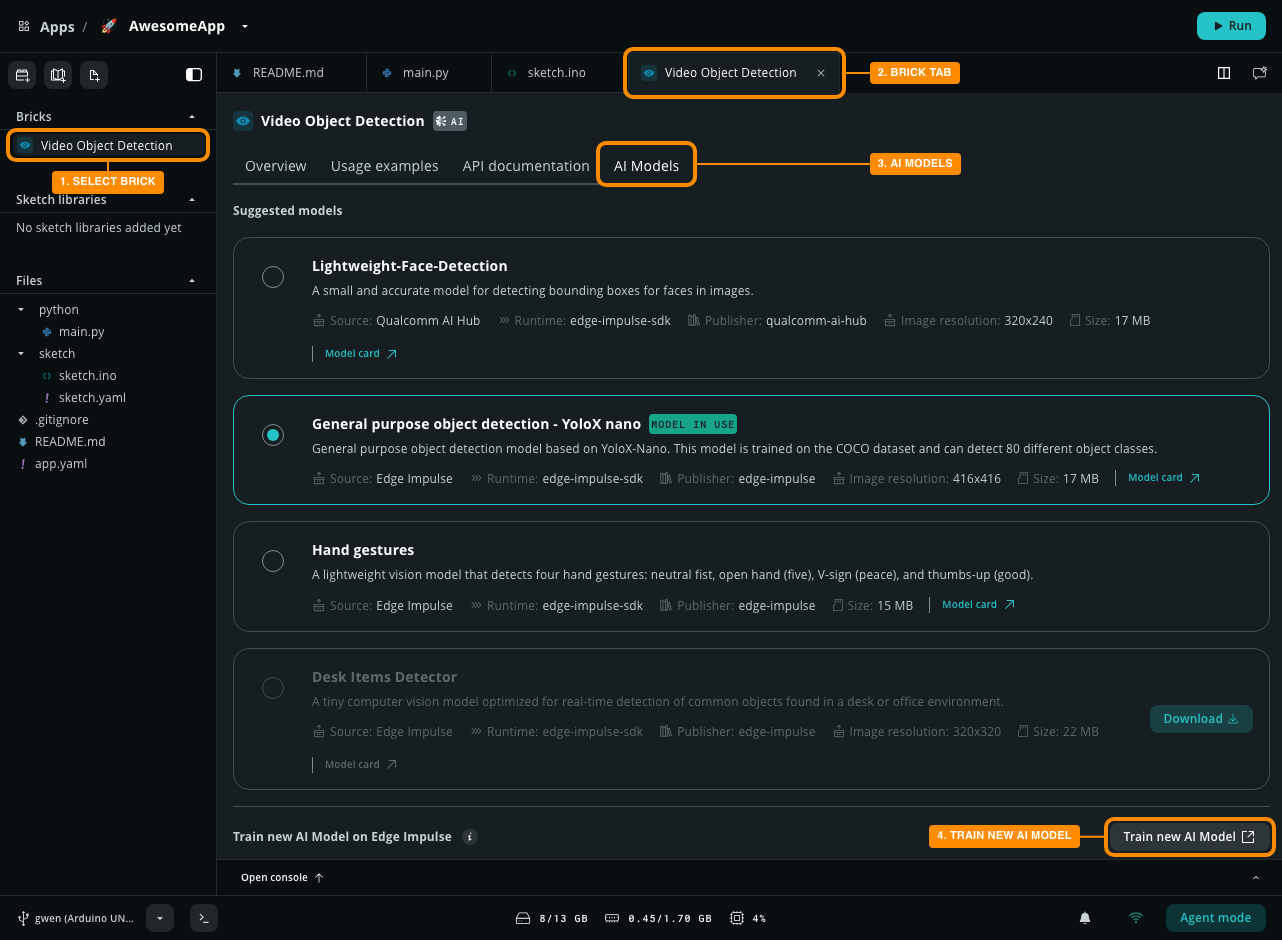 Apps / 🚀 AwesomeApp
Run
README.md
main.py
sketch.ino
Video Object Detection
2. BRICK TAB
Bricks
Video Object Detection
1. SELECT BRICK
Sketch libraries
No sketch libraries added yet
Files
python
main.py
sketch
sketch.ino
sketch.yaml
.gitignore
README.md
app.yaml
Video Object Detection AI
Overview
Usage examples
API documentation
AI Models
3. AI MODELS
Suggested models
Lightweight-Face-Detection
A small and accurate model for detecting bounding boxes for faces in images.
Source: Qualcomm AI Hub Runtime: edge-impulse-sdk Publisher: qualcomm-ai-hub Image resolution: 320x240 Size: 17 MB
Model card
General purpose object detection - YoloX nano MODEL IN USE
General purpose object detection model based on YoloX-Nano. This model is trained on the COCO dataset and can detect 80 different object classes.
Source: Edge Impulse Runtime: edge-impulse-sdk Publisher: edge-impulse Image resolution: 416x416 Size: 17 MB Model card
Hand gestures
A lightweight vision model that detects four hand gestures: neutral fist, open hand (five), V-sign (peace), and thumbs-up (good).
Source: Edge Impulse Runtime: edge-impulse-sdk Publisher: edge-impulse Size: 15 MB Model card
Desk Items Detector
A tiny computer vision model optimized for real-time detection of common objects found in a desk or office environment.
Source: Edge Impulse Runtime: edge-impulse-sdk Publisher: edge-impulse Image resolution: 320x320 Size: 22 MB
Model card
Download
Train new AI Model on Edge Impulse
4. TRAIN NEW AI MODEL
Train new AI Model
Open console
gwen (Arduino UN...
8/13 GB
0.45/1.70 GB
4%
Agent mode